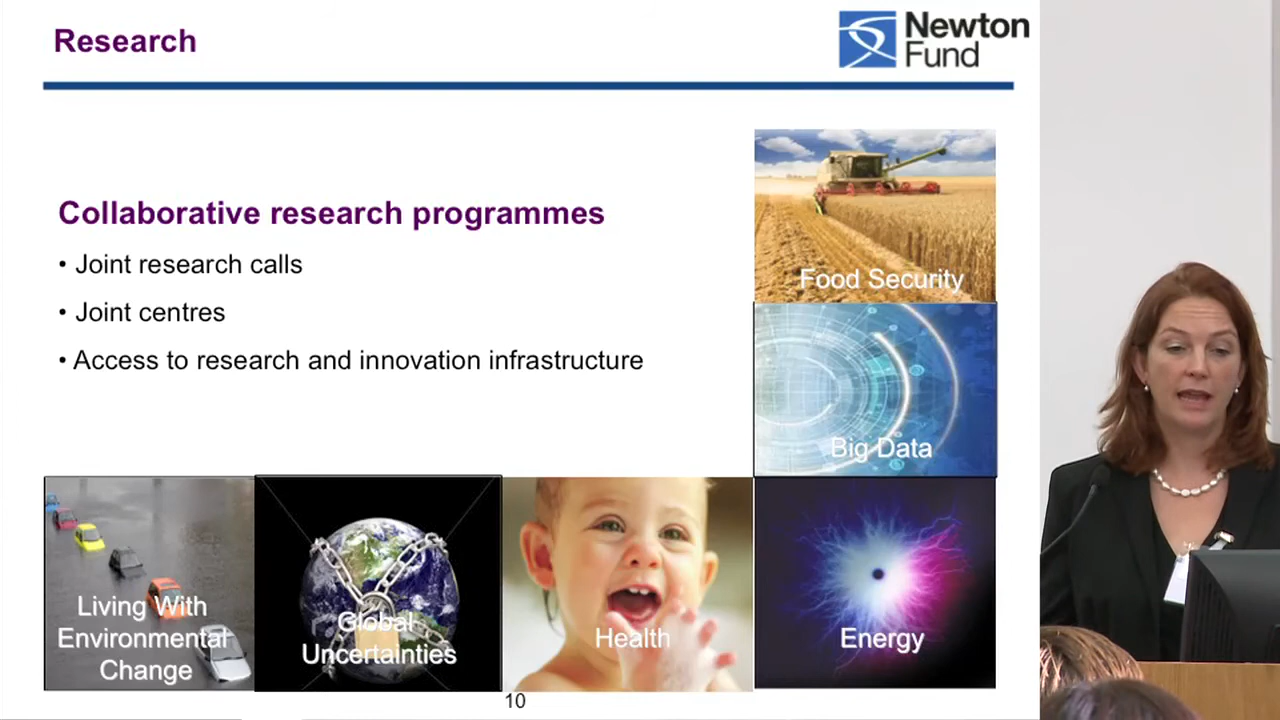 Research
Newton
Fund
Collaborative research programmes
• Joint research calls
• Joint centres
• Access to research and innovation infrastructure
Food Security
Big Data
Living With
Environmental
Change
Global
Uncertainties
Health
Energy
10